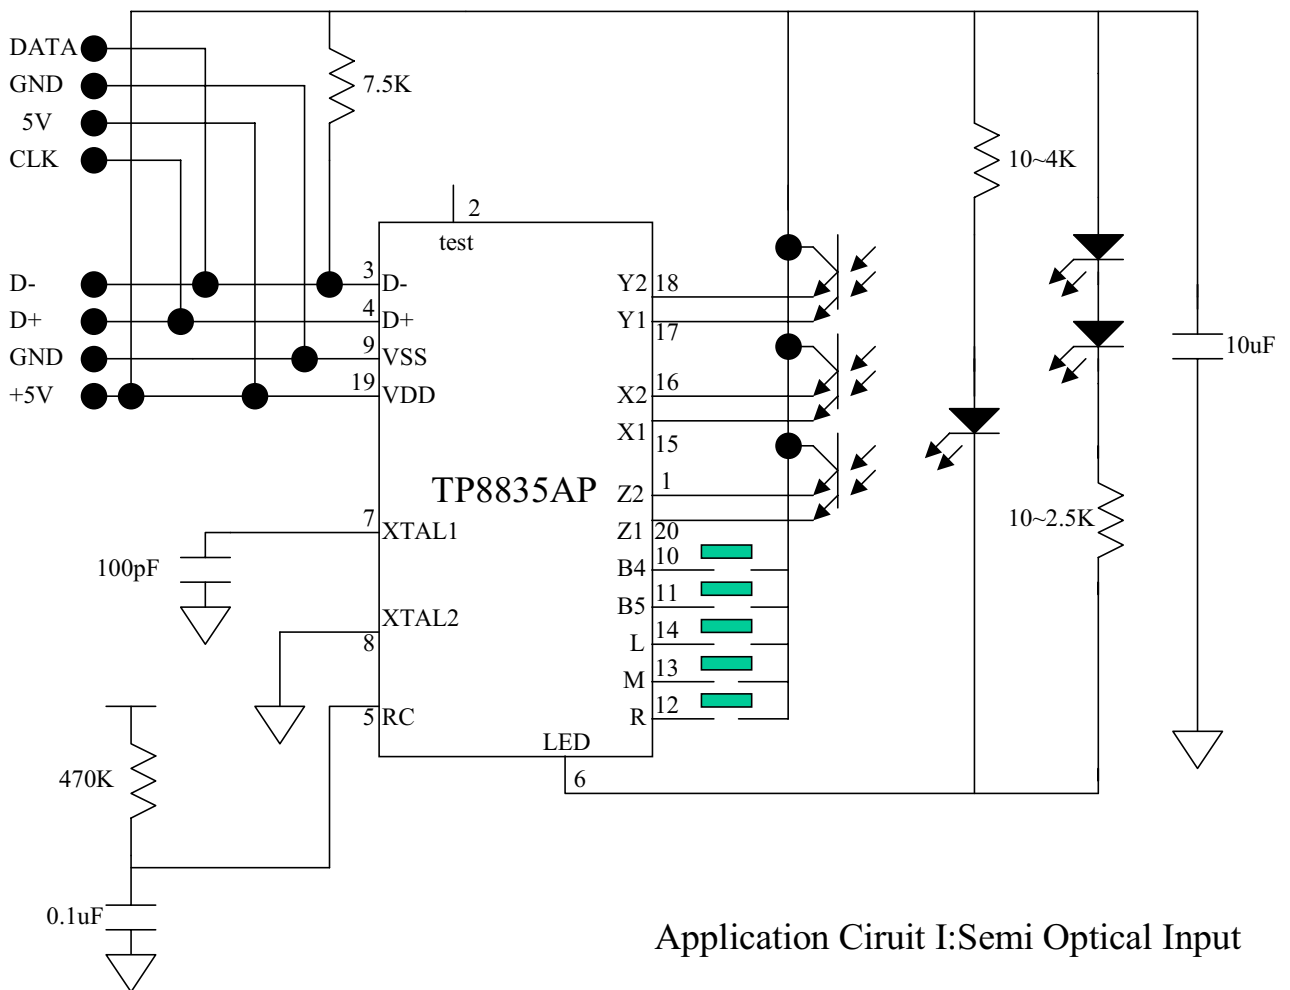 DATA
GND
5V
CLK
7.5K
10~4K
2
test
D-
D+
GND
+5V
3
D-
4
D+
9
VSS
19
VDD
Y2
18
Y1
17
X2
16
X1
15
Z2
1
Z1
20
10uF
10~2.5K
TP8835AP
7
XTAL1
100pF
XTAL2
8
B4
10
B5
11
L
14
M
13
R
12
5
RC
LED
6
470K
0.1uF
Application Ciruit I:Semi Optical Input